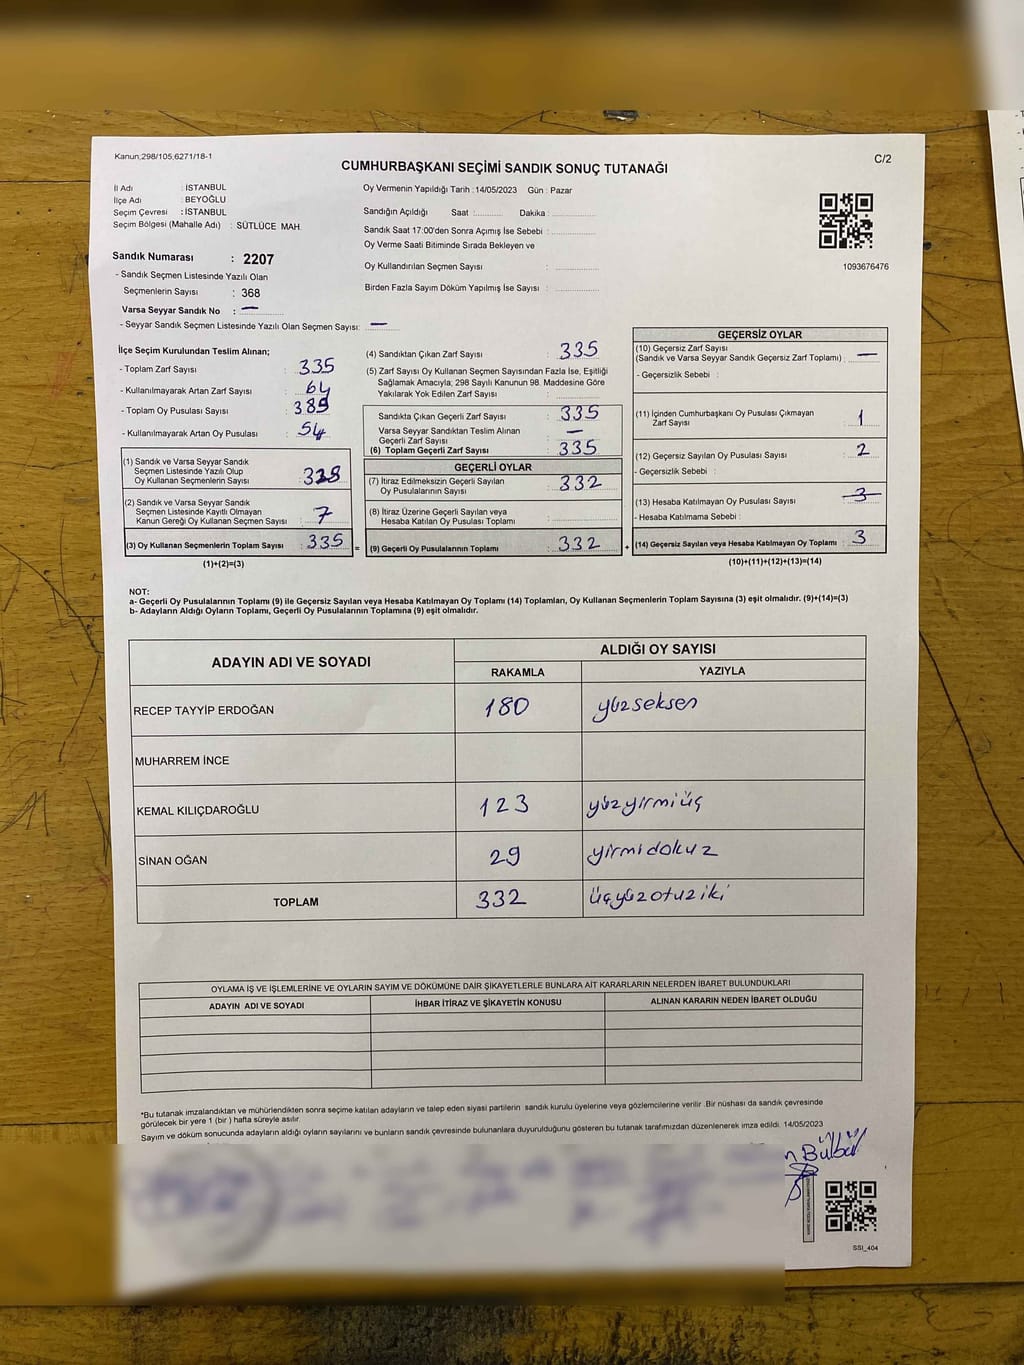 Kanun;298/105,6271/18-1
C/2
CUMHURBAŞKANI SEÇİMİ SANDIK SONUÇ TUTANAĞI
İl Adı : İSTANBUL
İlçe Adı : BEYOĞLU
Seçim Çevresi : İSTANBUL
Seçim Bölgesi (Mahalle Adı) : SÜTLÜCE MAH.
Sandık Numarası : 2207
- Sandık Seçmen Listesinde Yazılı Olan
Seçmenlerin Sayısı : 368
Varsa Seyyar Sandık No : —
- Seyyar Sandık Seçmen Listesinde Yazılı Olan Seçmen Sayısı: —
Oy Vermenin Yapıldığı Tarih : 14/05/2023 Gün : Pazar
Sandığın Açıldığı Saat :.......... Dakika :..............
Sandık Saat 17:00'den Sonra Açımış İse Sebebi :..............
Oy Verme Saati Bitiminde Sırada Bekleyen ve
Oy Kullandırılan Seçmen Sayısı :..............
Birden Fazla Sayım Döküm Yapılmış İse Sayısı :..............
1093676476
İlçe Seçim Kurulundan Teslim Alınan;
- Toplam Zarf Sayısı : 335
- Kullanılmayarak Artan Zarf Sayısı : 64
- Toplam Oy Pusulası Sayısı : 389
- Kullanılmayarak Artan Oy Pusulası : 54
(1) Sandık ve Varsa Seyyar Sandık
Seçmen Listesinde Yazılı Olup
Oy Kullanan Seçmenlerin Sayısı : 328
(2) Sandık ve Varsa Seyyar Sandık
Seçmen Listesinde Kayıtlı Olmayan
Kanun Gereği Oy Kullanan Seçmen Sayısı : 7
(3) Oy Kullanan Seçmenlerin Toplam Sayısı : 335 =
(1)+(2)=(3)
(4) Sandıktan Çıkan Zarf Sayısı : 335
(5) Zarf Sayısı Oy Kullanan Seçmen Sayısından Fazla İse, Eşitliği
Sağlamak Amacıyla; 298 Sayılı Kanunun 98. Maddesine Göre
Yakılarak Yok Edilen Zarf Sayısı :..............
Sandıkta Çıkan Geçerli Zarf Sayısı : 335
Varsa Seyyar Sandıktan Teslim Alınan
Geçerli Zarf Sayısı : —
(6) Toplam Geçerli Zarf Sayısı : 335
GEÇERLİ OYLAR
(7) İtiraz Edilmeksizin Geçerli Sayılan
Oy Pusulalarının Sayısı : 332
(8) İtiraz Üzerine Geçerli Sayılan veya
Hesaba Katılan Oy Pusulası Toplamı :..............
(9) Geçerli Oy Pusulalarının Toplamı : 332 +
GEÇERSİZ OYLAR
(10) Geçersiz Zarf Sayısı
(Sandık ve Varsa Seyyar Sandık Geçersiz Zarf Toplamı) : —
- Geçersizlik Sebebi :
(11) İçinden Cumhurbaşkanı Oy Pusulası Çıkmayan
Zarf Sayısı : 1
(12) Geçersiz Sayılan Oy Pusulası Sayısı : 2
- Geçersizlik Sebebi :
(13) Hesaba Katılmayan Oy Pusulası Sayısı : 3
- Hesaba Katılmama Sebebi :
(14) Geçersiz Sayılan veya Hesaba Katılmayan Oy Toplamı : 3
(10)+(11)+(12)+(13)=(14)
NOT:
a- Geçerli Oy Pusulalarının Toplamı (9) ile Geçersiz Sayılan veya Hesaba Katılmayan Oy Toplamı (14) Toplamları, Oy Kullanan Seçmenlerin Toplam Sayısına (3) eşit olmalıdır. (9)+(14)=(3)
b- Adayların Aldığı Oyların Toplamı, Geçerli Oy Pusulalarının Toplamına (9) eşit olmalıdır.
ADAYIN ADI VE SOYADI
ALDIĞI OY SAYISI
RAKAMLA YAZIYLA
RECEP TAYYİP ERDOĞAN 180 yüzseksen
MUHARREM İNCE
KEMAL KILIÇDAROĞLU 123 yüzyirmiüç
SİNAN OĞAN 29 yirmidokuz
TOPLAM 332 üçyüzotuziki
OYLAMA İŞ VE İŞLEMLERİNE VE OYLARIN SAYIM VE DÖKÜMÜNE DAİR ŞİKAYETLERLE BUNLARA AİT KARARLARIN NELERDEN İBARET BULUNDUKLARI
ADAYIN ADI VE SOYADI İHBAR İTİRAZ VE ŞİKAYETİN KONUSU ALINAN KARARIN NEDEN İBARET OLDUĞU
*Bu tutanak imzalandıktan ve mühürlendikten sonra seçime katılan adayların ve talep eden siyasi partilerin sandık kurulu üyelerine veya gözlemcilerine verilir .Bir nüshası da sandık çevresinde
görülecek bir yere 1 (bir ) hafta süreyle asılır.
Sayım ve döküm sonucunda adayların aldığı oyların sayılarını ve bunların sandık çevresinde bulunanlara duyurulduğunu gösteren bu tutanak tarafımızdan düzenlenerek imza edildi. 14/05/2023
n Bülbül
SSI_404